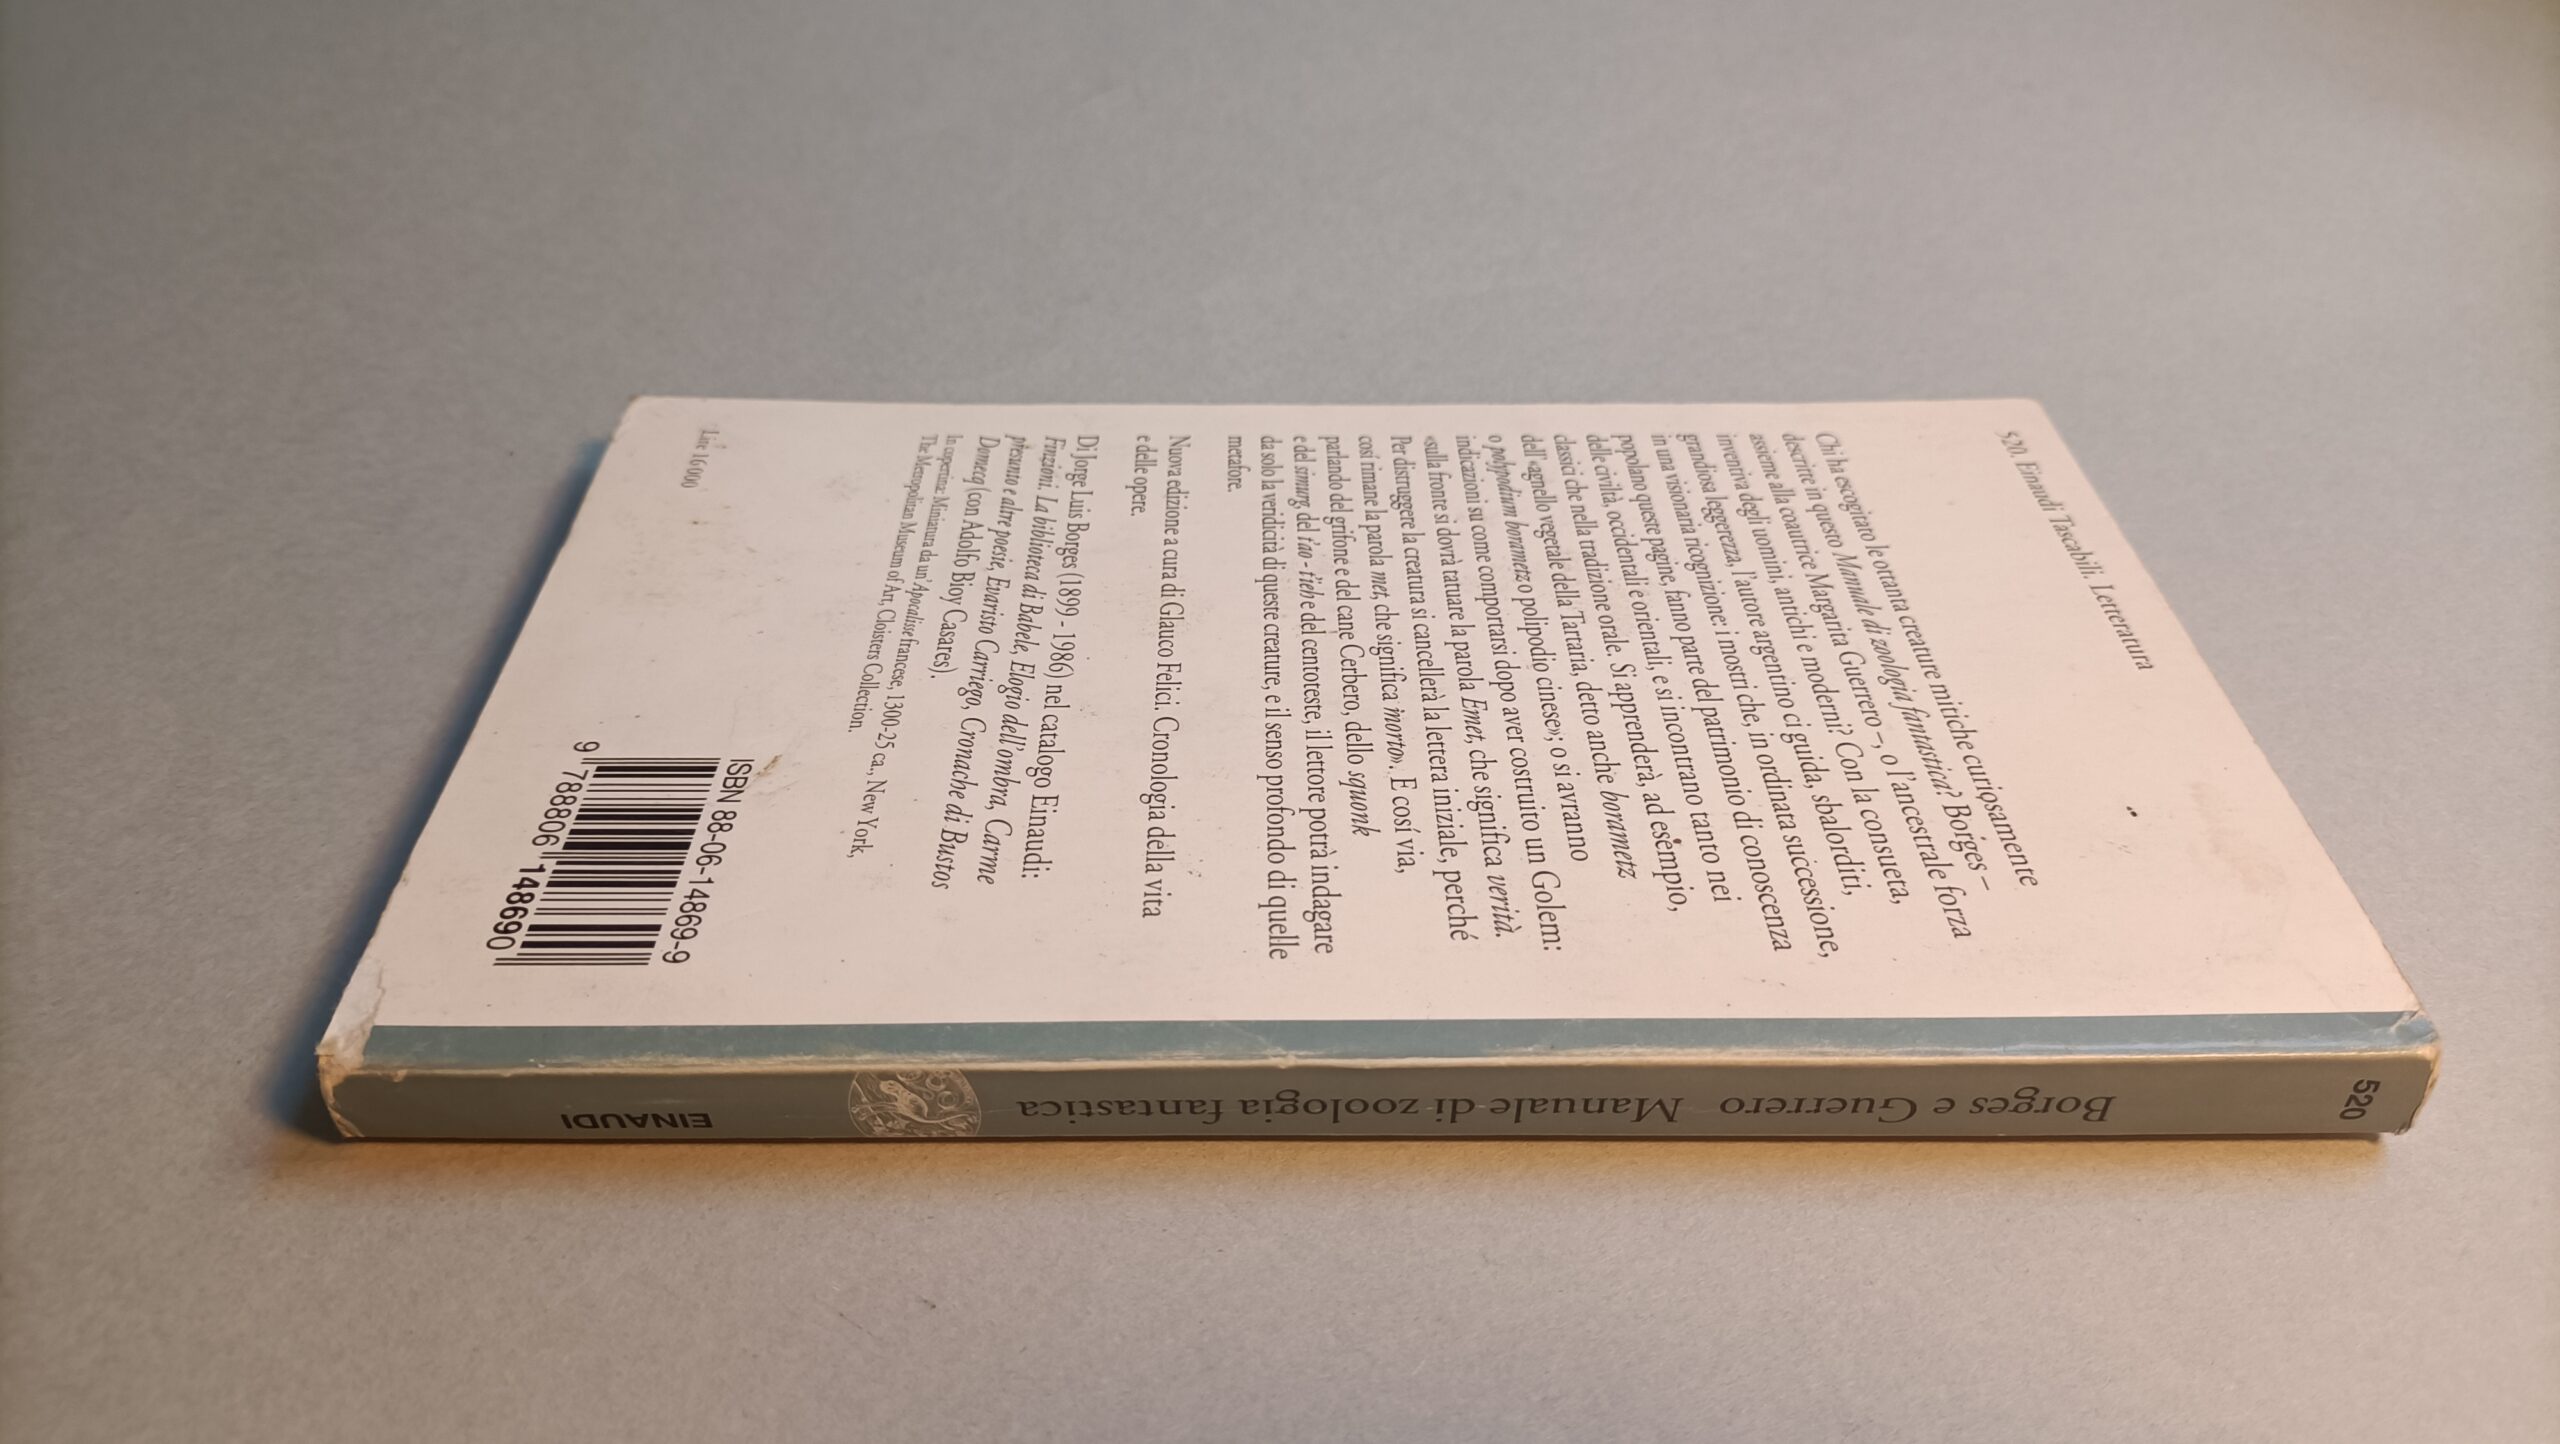 520. Einaudi Tascabili. Letteratura
Chi ha escogitato le ottanta creature mitiche curiosamente
descritte in questo Manuale di zoologia fantastica? Borges –
assieme alla coautrice Margarita Guerrero –, o l'ancestrale forza
inventiva degli uomini, antichi e moderni? Con la consueta,
grandiosa leggerezza, l'autore argentino ci guida, sbalorditi,
in una visionaria ricognizione: i mostri che, in ordinata successione,
popolano queste pagine, fanno parte del patrimonio di conoscenza
delle civiltà, occidentali e orientali, e si incontrano tanto nei
classici che nella tradizione orale. Si apprenderà, ad esempio,
dell'«agnello vegetale della Tartaria, detto anche borametz
o polypodium borametz o polipodio cinese»; o si avranno
indicazioni su come comportarsi dopo aver costruito un Golem:
«sulla fronte si dovrà tatuare la parola Emet, che significa verità.
Per distruggere la creatura si cancellerà la lettera iniziale, perché
cosí rimane la parola met, che significa morto». E cosí via,
parlando del grifone e del cane Cerbero, dello squonk
e del simurg, del t'ao-t'ieh e del centoteste, il lettore potrà indagare
da solo la veridicità di queste creature, e il senso profondo di quelle
metafore.
Nuova edizione a cura di Glauco Felici. Cronologia della vita
e delle opere.
Di Jorge Luis Borges (1899-1986) nel catalogo Einaudi:
Finzioni. La biblioteca di Babele, Elogio dell'ombra, Carme
presunto e altre poesie, Evaristo Carriego, Cronache di Bustos
Domecq (con Adolfo Bioy Casares).
In copertina: Miniatura da un'Apocalisse francese, 1300-25 ca., New York,
The Metropolitan Museum of Art, Cloisters Collection.
Lire 16000
ISBN 88-06-14869-9
9 788806 148690
520
Borges e Guerrero Manuale di zoologia fantastica
EINAUDI